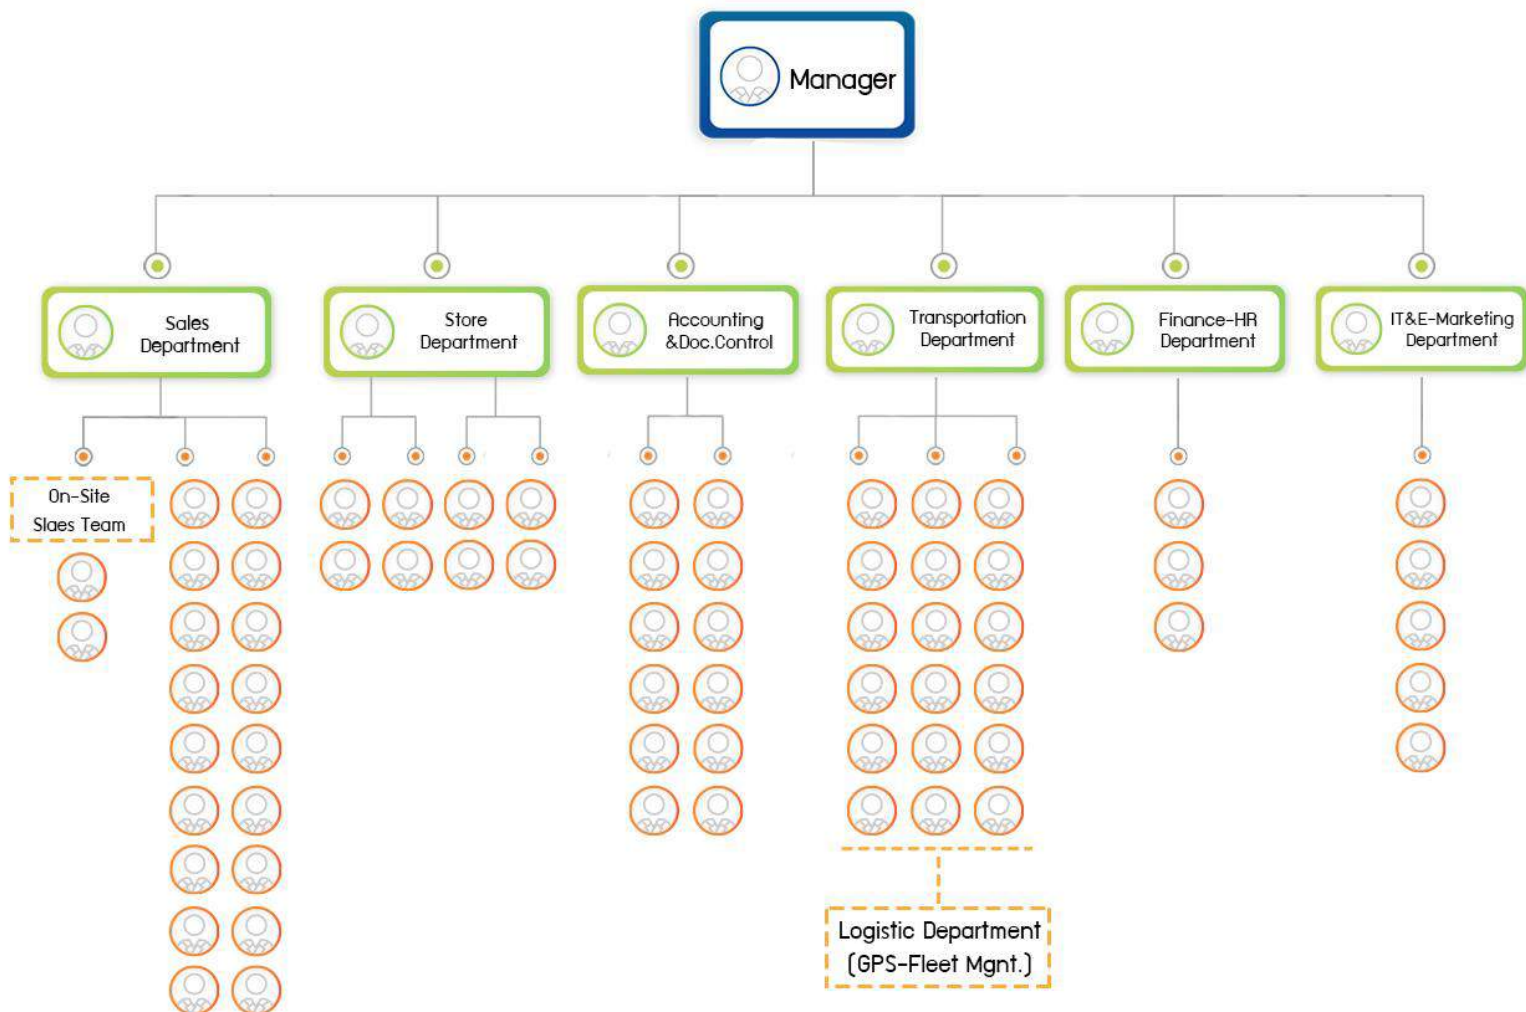 Manager
Sales
Department
Store
Department
Accounting
&Doc.Control
Transportation
Department
Finance-HR
Department
IT&E-Marketing
Department
On-Site
Slaes Team
Logistic Department
(GPS-Fleet Mgnt.)